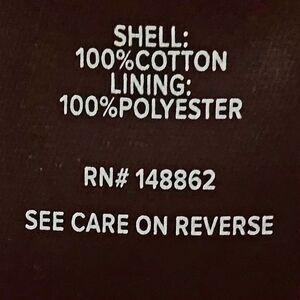 SHELL:
100%COTTON
LINING:
100%POLYESTER
RN# 148862
SEE CARE ON REVERSE